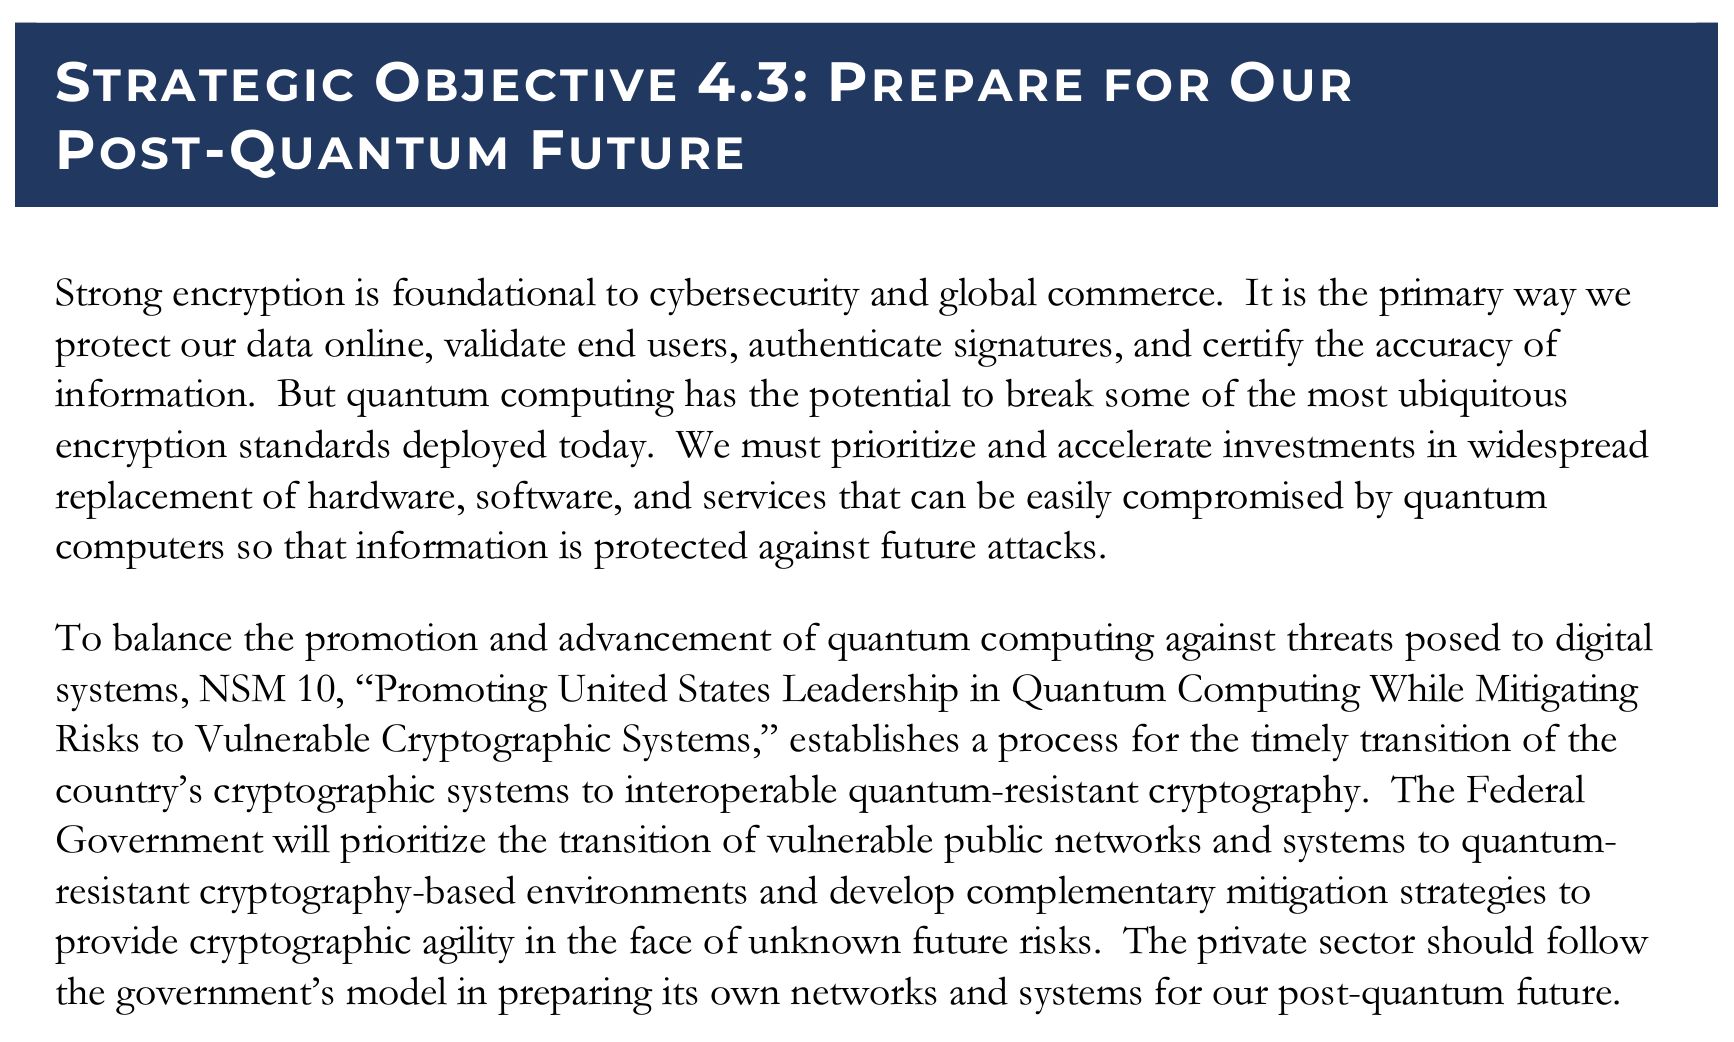 STRATEGIC OBJECTIVE 4.3: PREPARE FOR OUR
POST-QUANTUM FUTURE
Strong encryption is foundational to cybersecurity and global commerce.  It is the primary way we
protect our data online, validate end users, authenticate signatures, and certify the accuracy of
information.  But quantum computing has the potential to break some of the most ubiquitous
encryption standards deployed today.  We must prioritize and accelerate investments in widespread
replacement of hardware, software, and services that can be easily compromised by quantum
computers so that information is protected against future attacks.
To balance the promotion and advancement of quantum computing against threats posed to digital
systems, NSM 10, “Promoting United States Leadership in Quantum Computing While Mitigating
Risks to Vulnerable Cryptographic Systems,” establishes a process for the timely transition of the
country’s cryptographic systems to interoperable quantum-resistant cryptography.  The Federal
Government will prioritize the transition of vulnerable public networks and systems to quantum-
resistant cryptography-based environments and develop complementary mitigation strategies to
provide cryptographic agility in the face of unknown future risks.  The private sector should follow
the government’s model in preparing its own networks and systems for our post-quantum future.